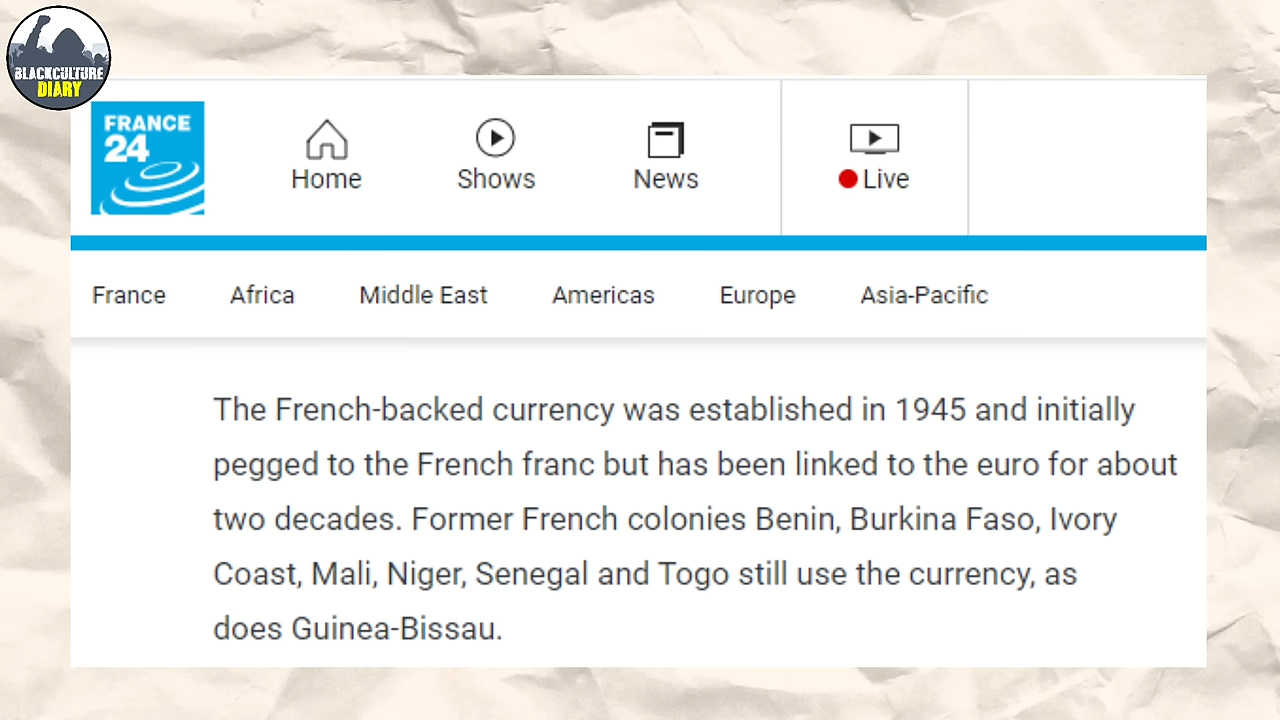 BLACKCULTURE
DIARY
FRANCE
24
Home
Shows
News
Live
France
Africa
Middle East
Americas
Europe
Asia-Pacific
The French-backed currency was established in 1945 and initially
pegged to the French franc but has been linked to the euro for about
two decades. Former French colonies Benin, Burkina Faso, Ivory
Coast, Mali, Niger, Senegal and Togo still use the currency, as
does Guinea-Bissau.